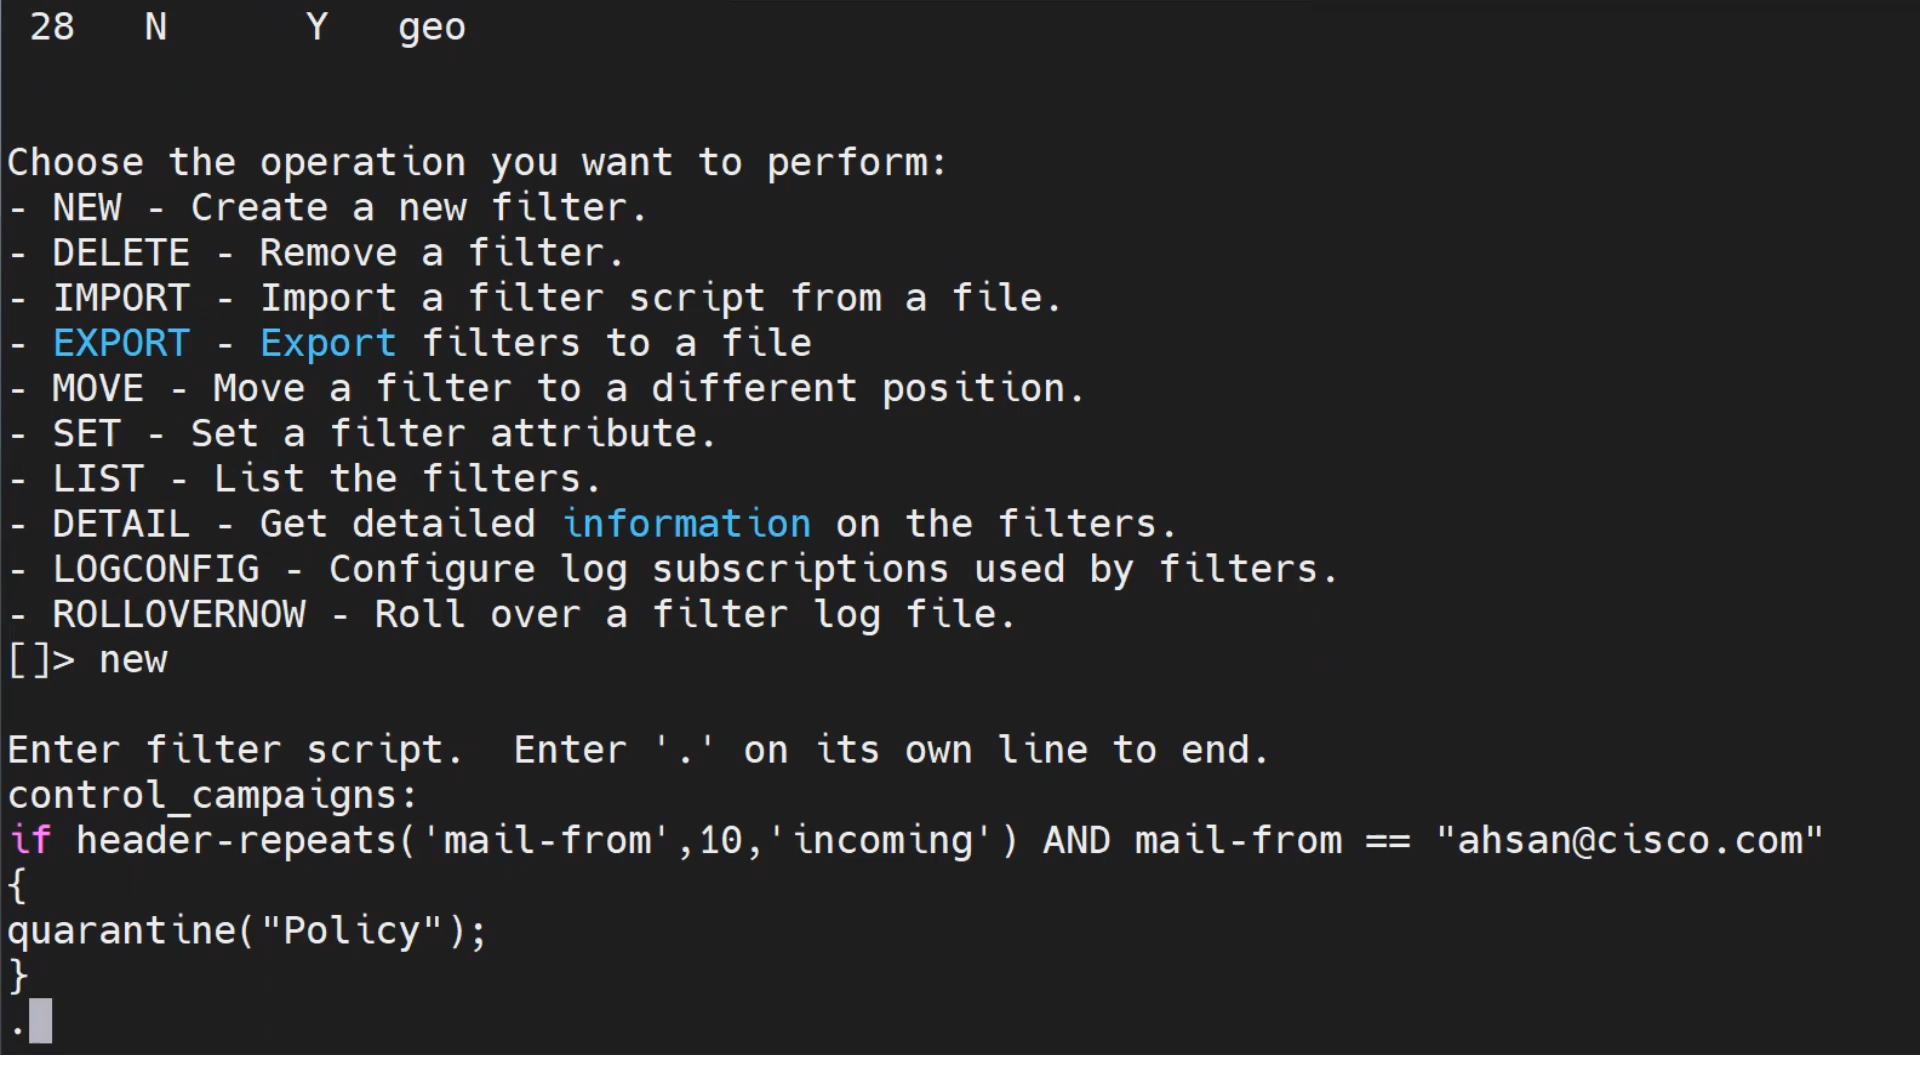 28 N Y geo
Choose the operation you want to perform:
- NEW - Create a new filter.
- DELETE - Remove a filter.
- IMPORT - Import a filter script from a file.
- EXPORT - Export filters to a file
- MOVE - Move a filter to a different position.
- SET - Set a filter attribute.
- LIST - List the filters.
- DETAIL - Get detailed information on the filters.
- LOGCONFIG - Configure log subscriptions used by filters.
- ROLLOVERNOW - Roll over a filter log file.
[]> new
Enter filter script.  Enter '.' on its own line to end.
control_campaigns:
if header-repeats('mail-from',10,'incoming') AND mail-from == "ahsan@cisco.com"
{
quarantine("Policy");
}
.